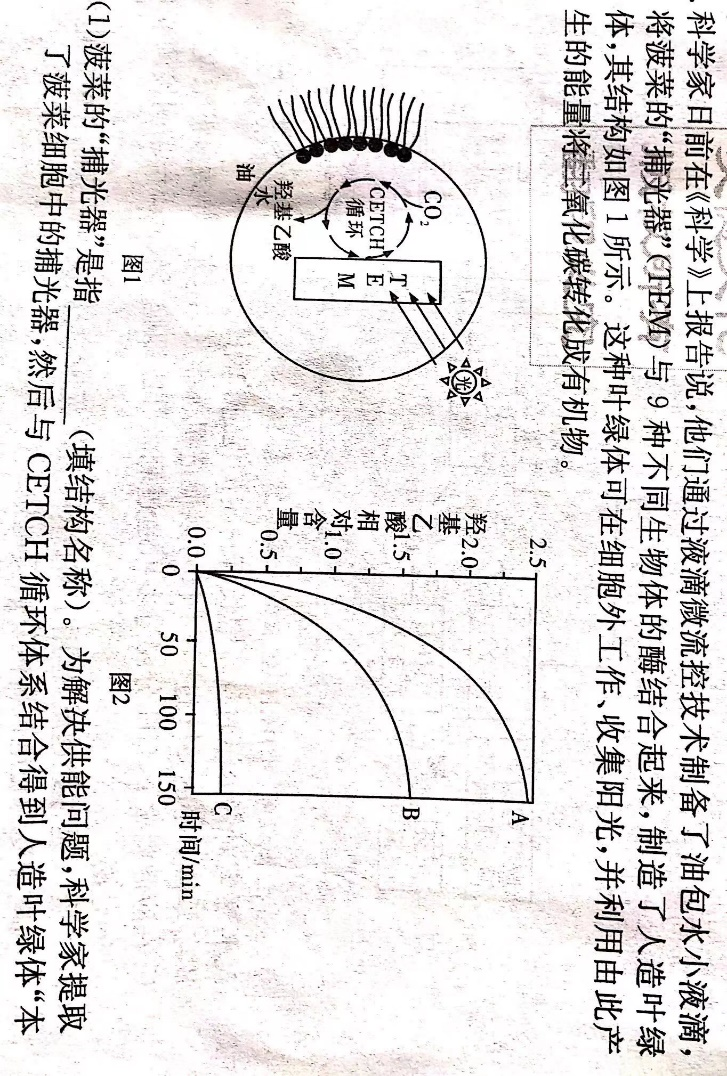 科学家日前在《科学》上报告说,他们通过液滴微流控技术制备了油包水小液滴,
将菠菜的“捕光器”(TEM)与9种不同生物体的酶结合起来,制造了人造叶绿
体,其结构如图1所示。这种叶绿体可在细胞外工作、收集阳光,并利用由此产
生的能量将二氧化碳转化成有机物。
CO₂
CETCH
循环
TEM
光
羟基乙酸
水
油
图1
羟基乙酸相对含量
2.5
2.0
1.5
1.0
0.5
0.0
0
50
100
150
时间/min
A
B
C
图2
(1)菠菜的“捕光器”是指________(填结构名称)。为解决供能问题,科学家提取
了菠菜细胞中的捕光器,然后与CETCH循环体系结合得到人造叶绿体“本